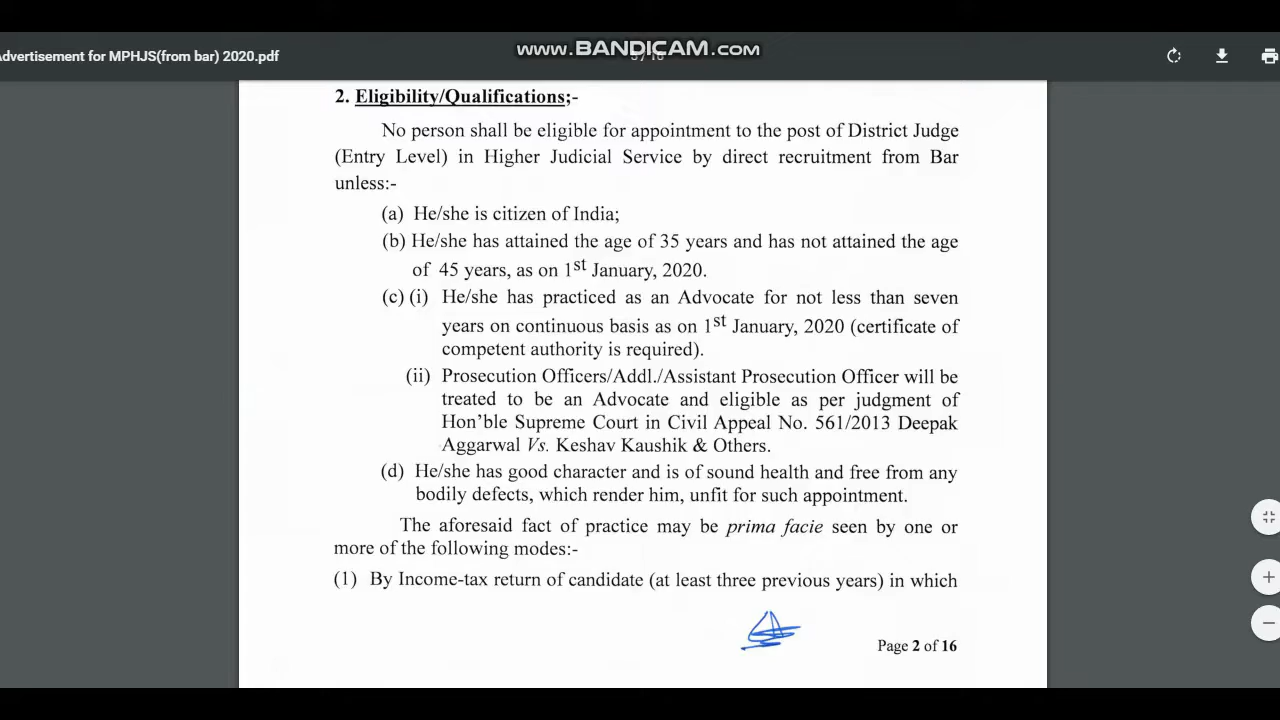 www.BANDICAM.com
dvertisement for MPHJS(from bar) 2020.pdf
2. Eligibility/Qualifications;-
No person shall be eligible for appointment to the post of District Judge
(Entry Level) in Higher Judicial Service by direct recruitment from Bar
unless:-
(a) He/she is citizen of India;
(b) He/she has attained the age of 35 years and has not attained the age
of 45 years, as on 1st January, 2020.
(c) (i) He/she has practiced as an Advocate for not less than seven
years on continuous basis as on 1st January, 2020 (certificate of
competent authority is required).
(ii) Prosecution Officers/Addl./Assistant Prosecution Officer will be
treated to be an Advocate and eligible as per judgment of
Hon'ble Supreme Court in Civil Appeal No. 561/2013 Deepak
Aggarwal Vs. Keshav Kaushik & Others.
(d) He/she has good character and is of sound health and free from any
bodily defects, which render him, unfit for such appointment.
The aforesaid fact of practice may be prima facie seen by one or
more of the following modes:-
(1) By Income-tax return of candidate (at least three previous years) in which
Page 2 of 16